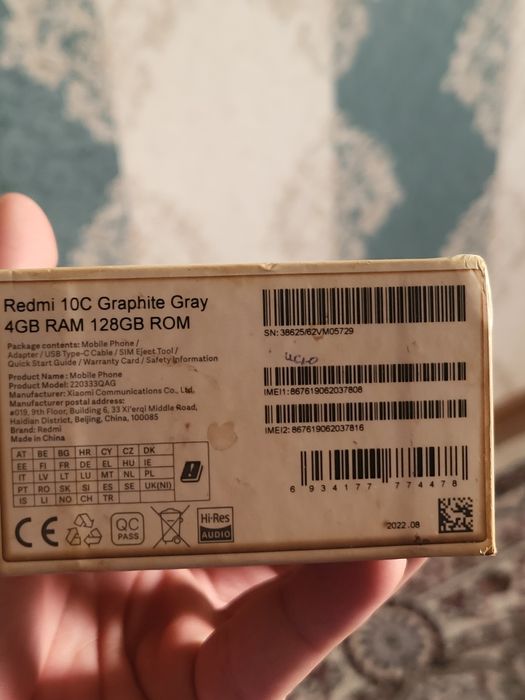 Redmi 10C Graphite Gray
4GB RAM 128GB ROM
Package contents: Mobile Phone /
Adapter / USB Type-C Cable / SIM Eject Tool /
Quick Start Guide / Warranty Card / Safety Information
Product Name: Mobile Phone
Product Model: 220333QAG
Manufacturer: Xiaomi Communications Co., Ltd.
Manufacturer postal address:
#019, 9th Floor, Building 6, 33 Xi'erqi Middle Road,
Haidian District, Beijing, China, 100085
Brand: Redmi
Made in China
AT BE BG HR CY CZ DK
EE FI FR DE EL HU IE
IT LV LT LU MT NL PL
PT RO SK SI ES SE UK(NI)
IS LI NO CH TR
CE
QC
PASS
Hi-Res
AUDIO
SN: 38625/62VM05729
IMEI1: 867619062037808
IMEI2: 867619062037816
6 934177 774478
2022.08